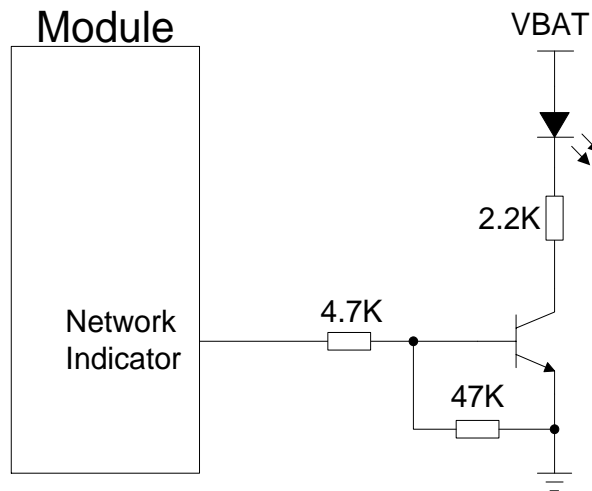 Module
VBAT
2.2K
4.7K
Network
Indicator
47K